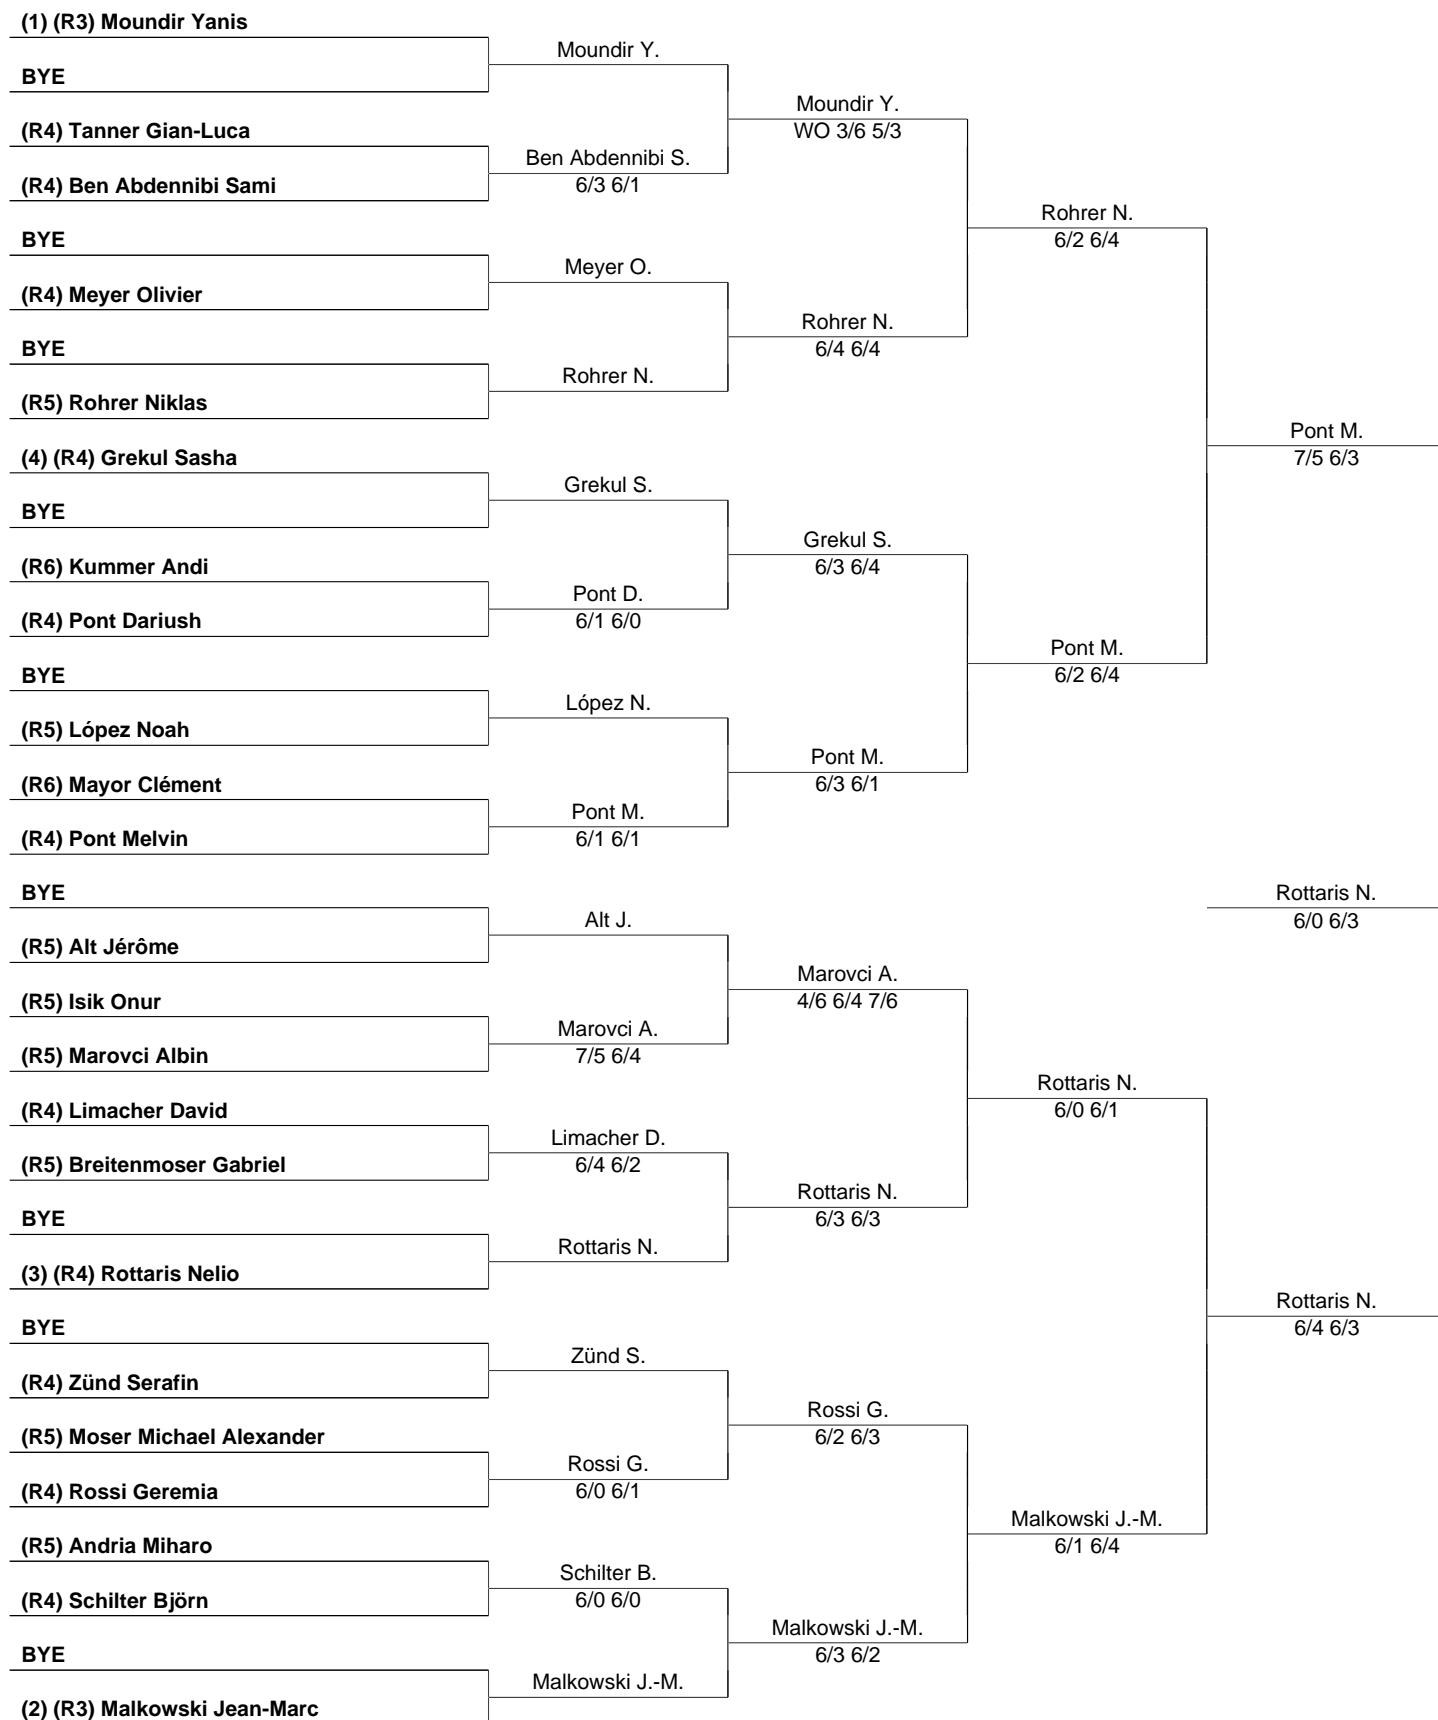 (1) (R3) Moundir Yanis
BYE
(R4) Tanner Gian-Luca
(R4) Ben Abdennibi Sami
BYE
(R4) Meyer Olivier
BYE
(R5) Rohrer Niklas
(4) (R4) Grekul Sasha
BYE
(R6) Kummer Andi
(R4) Pont Dariush
BYE
(R5) López Noah
(R6) Mayor Clément
(R4) Pont Melvin
BYE
(R5) Alt Jérôme
(R5) Isik Onur
(R5) Marovci Albin
(R4) Limacher David
(R5) Breitenmoser Gabriel
BYE
(3) (R4) Rottaris Nelio
BYE
(R4) Zünd Serafin
(R5) Moser Michael Alexander
(R4) Rossi Geremia
(R5) Andria Miharo
(R4) Schilter Björn
BYE
(2) (R3) Malkowski Jean-Marc
Moundir Y.
Ben Abdennibi S.
6/3 6/1
Meyer O.
Rohrer N.
Grekul S.
Pont D.
6/1 6/0
López N.
Pont M.
6/1 6/1
Alt J.
Marovci A.
7/5 6/4
Limacher D.
6/4 6/2
Rottaris N.
Zünd S.
Rossi G.
6/0 6/1
Schilter B.
6/0 6/0
Malkowski J.-M.
Moundir Y.
WO 3/6 5/3
Rohrer N.
6/4 6/4
Grekul S.
6/3 6/4
Pont M.
6/3 6/1
Marovci A.
4/6 6/4 7/6
Rottaris N.
6/3 6/3
Rossi G.
6/2 6/3
Malkowski J.-M.
6/3 6/2
Rohrer N.
6/2 6/4
Pont M.
6/2 6/4
Rottaris N.
6/0 6/1
Malkowski J.-M.
6/1 6/4
Pont M.
7/5 6/3
Rottaris N.
6/0 6/3
Rottaris N.
6/4 6/3